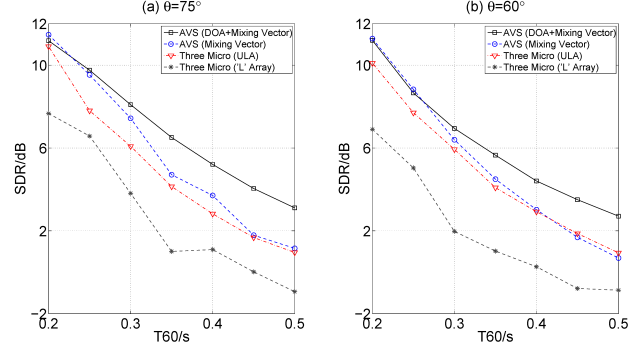 (a) θ=75°
12
10
6
2
−2
SDR/dB
AVS (DOA+Mixing Vector)
AVS (Mixing Vector)
Three Micro (ULA)
Three Micro ('L' Array)
0.2
0.3
0.4
0.5
T60/s
(b) θ=60°
12
10
6
2
−2
SDR/dB
AVS (DOA+Mixing Vector)
AVS (Mixing Vector)
Three Micro (ULA)
Three Micro ('L' Array)
0.2
0.3
0.4
0.5
T60/s